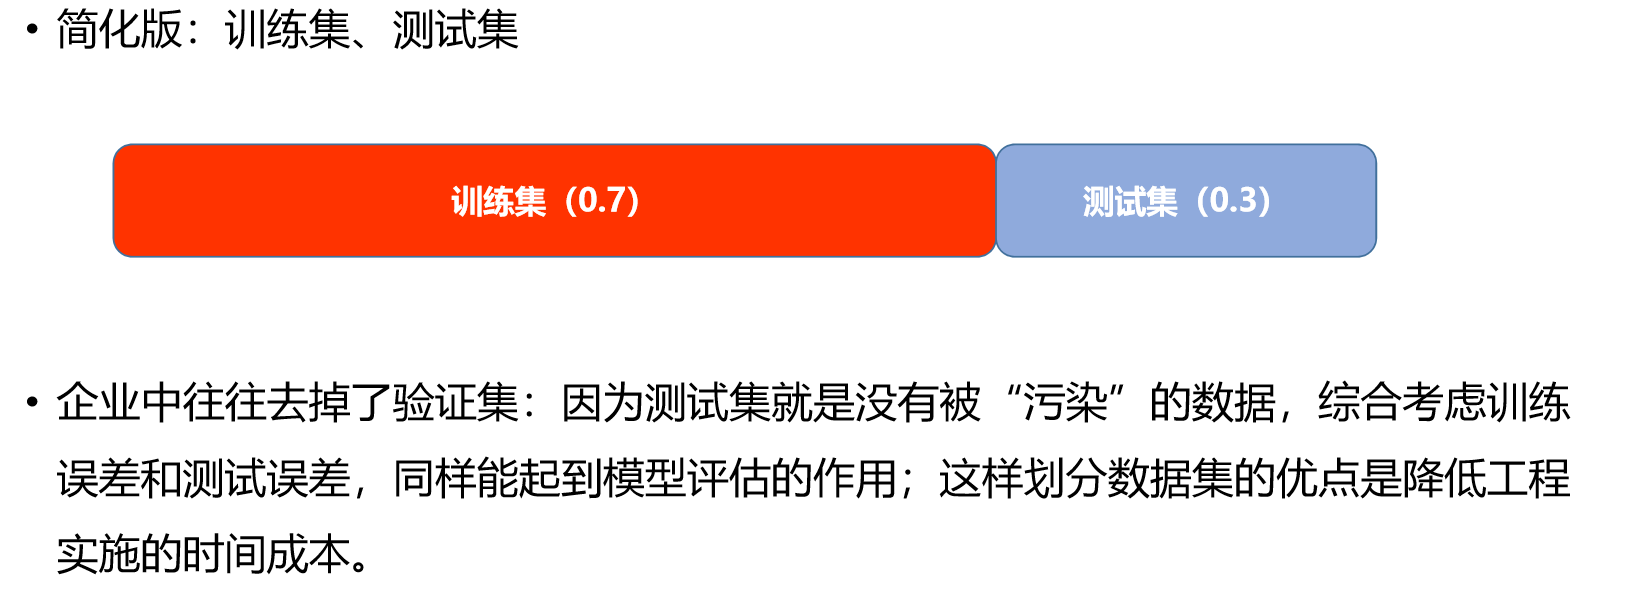 • 简化版：训练集、测试集
训练集（0.7） 测试集（0.3）
• 企业中往往去掉了验证集：因为测试集就是没有被“污染”的数据，综合考虑训练
误差和测试误差，同样能起到模型评估的作用；这样划分数据集的优点是降低工程
实施的时间成本。